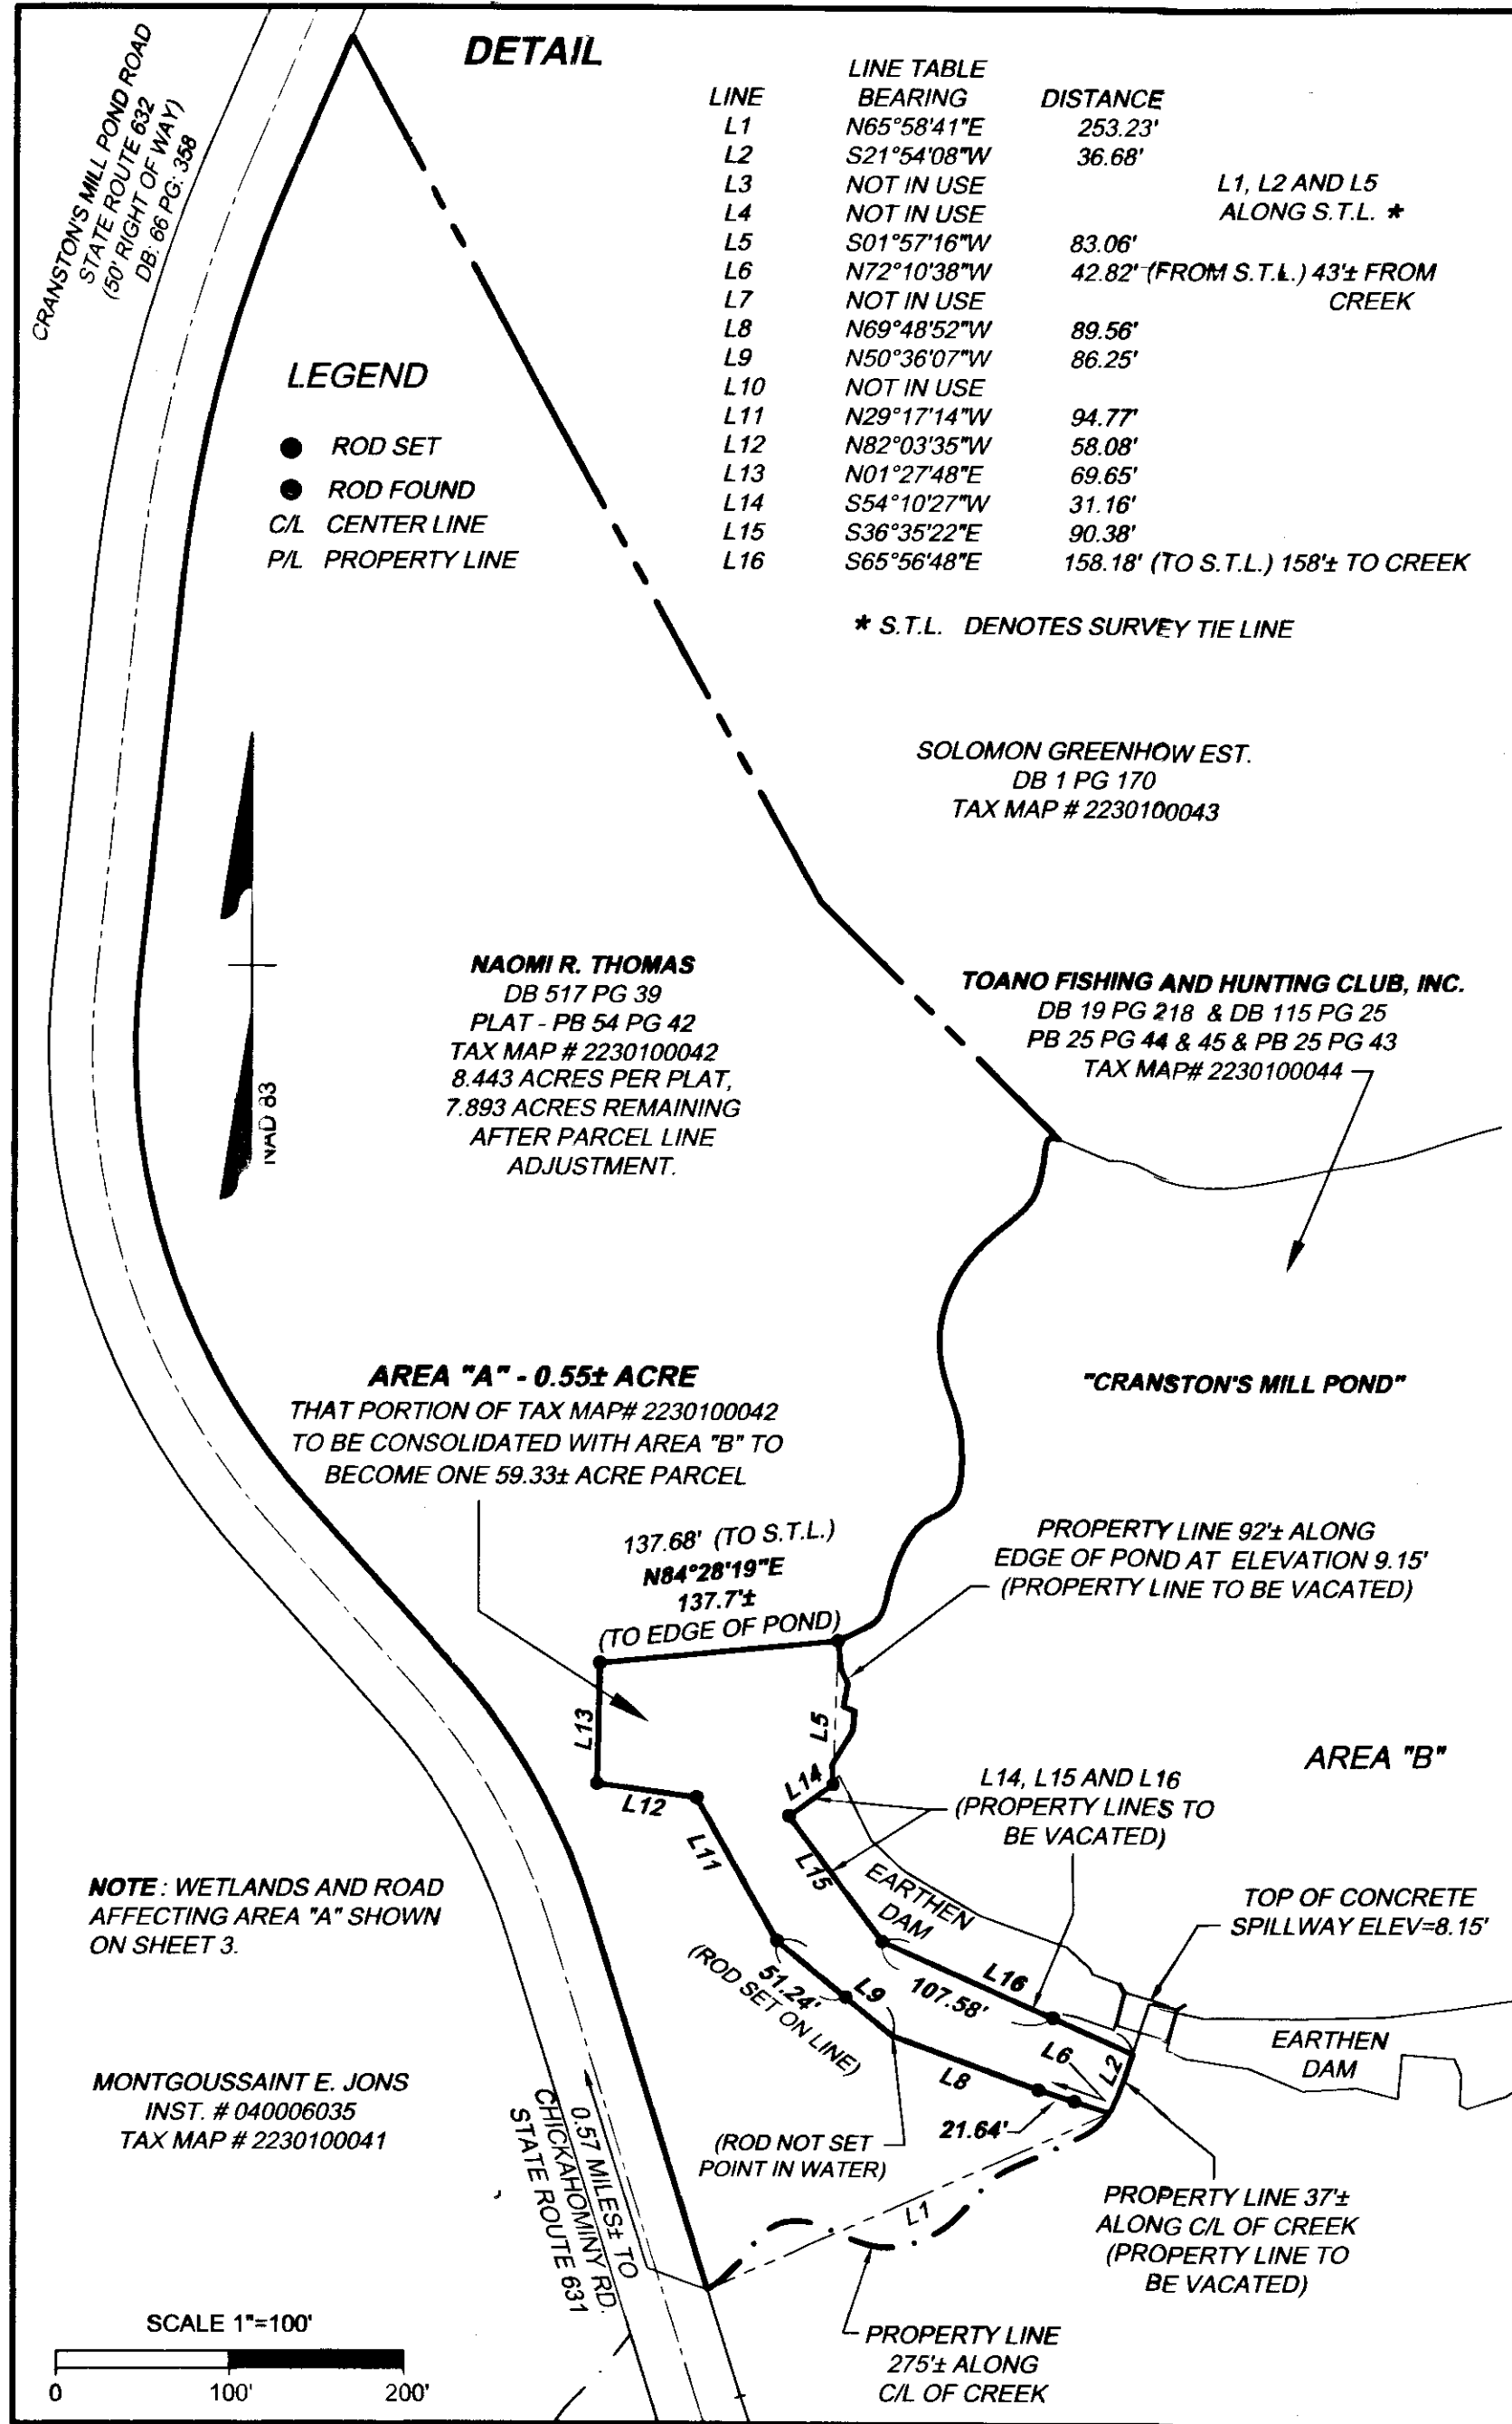 DETAIL
CRANSTON'S MILL POND ROAD
STATE ROUTE 632
(50' RIGHT OF WAY)
DB: 66 PG: 358
LINE TABLE
LINE BEARING DISTANCE
L1 N65°58'41"E 253.23'
L2 S21°54'08"W 36.68'
L3 NOT IN USE
L4 NOT IN USE
L5 S01°57'16"W 83.06'
L6 N72°10'38"W 42.82' (FROM S.T.L.) 43'± FROM
CREEK
L7 NOT IN USE
L8 N69°48'52"W 89.56'
L9 N50°36'07"W 86.25'
L10 NOT IN USE
L11 N29°17'14"W 94.77'
L12 N82°03'35"W 58.08'
L13 N01°27'48"E 69.65'
L14 S54°10'27"W 31.16'
L15 S36°35'22"E 90.38'
L16 S65°56'48"E 158.18' (TO S.T.L.) 158'± TO CREEK
L1, L2 AND L5
ALONG S.T.L. *
* S.T.L. DENOTES SURVEY TIE LINE
LEGEND
ROD SET
ROD FOUND
C/L CENTER LINE
P/L PROPERTY LINE
SOLOMON GREENHOW EST.
DB 1 PG 170
TAX MAP # 2230100043
NAD 83
NAOMI R. THOMAS
DB 517 PG 39
PLAT - PB 54 PG 42
TAX MAP # 2230100042
8.443 ACRES PER PLAT,
7.893 ACRES REMAINING
AFTER PARCEL LINE
ADJUSTMENT.
TOANO FISHING AND HUNTING CLUB, INC.
DB 19 PG 218 & DB 115 PG 25
PB 25 PG 44 & 45 & PB 25 PG 43
TAX MAP# 2230100044
AREA "A" - 0.55± ACRE
THAT PORTION OF TAX MAP# 2230100042
TO BE CONSOLIDATED WITH AREA "B" TO
BECOME ONE 59.33± ACRE PARCEL
"CRANSTON'S MILL POND"
137.68' (TO S.T.L.)
N84°28'19"E
137.7'±
(TO EDGE OF POND)
PROPERTY LINE 92'± ALONG
EDGE OF POND AT ELEVATION 9.15'
(PROPERTY LINE TO BE VACATED)
L13
L5
L14
L12
L11
L15
AREA "B"
L14, L15 AND L16
(PROPERTY LINES TO
BE VACATED)
EARTHEN
DAM
TOP OF CONCRETE
SPILLWAY ELEV=8.15'
NOTE: WETLANDS AND ROAD
AFFECTING AREA "A" SHOWN
ON SHEET 3.
51.24'
(ROD SET ON LINE)
L9
107.58'
L16
L6
L2
L8
21.64'
EARTHEN
DAM
MONTGOUSSAINT E. JONS
INST. # 040006035
TAX MAP # 2230100041
0.57 MILES± TO
CHICKAHOMINY RD.
STATE ROUTE 631
(ROD NOT SET
POINT IN WATER)
L1
PROPERTY LINE 37'±
ALONG C/L OF CREEK
(PROPERTY LINE TO
BE VACATED)
PROPERTY LINE
275'± ALONG
C/L OF CREEK
SCALE 1"=100'
0 100' 200'